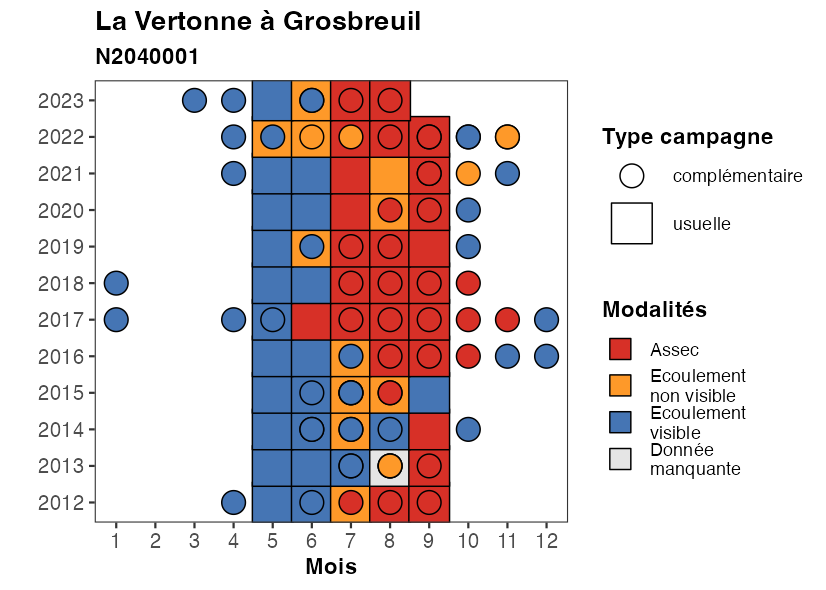 La Vertonne à Grosbreuil
N2040001
2023
2022
2021
2020
2019
2018
2017
2016
2015
2014
2013
2012
1 2 3 4 5 6 7 8 9 10 11 12
Mois
Type campagne
complémentaire
usuelle
Modalités
Assec
Ecoulement
non visible
Ecoulement
visible
Donnée
manquante